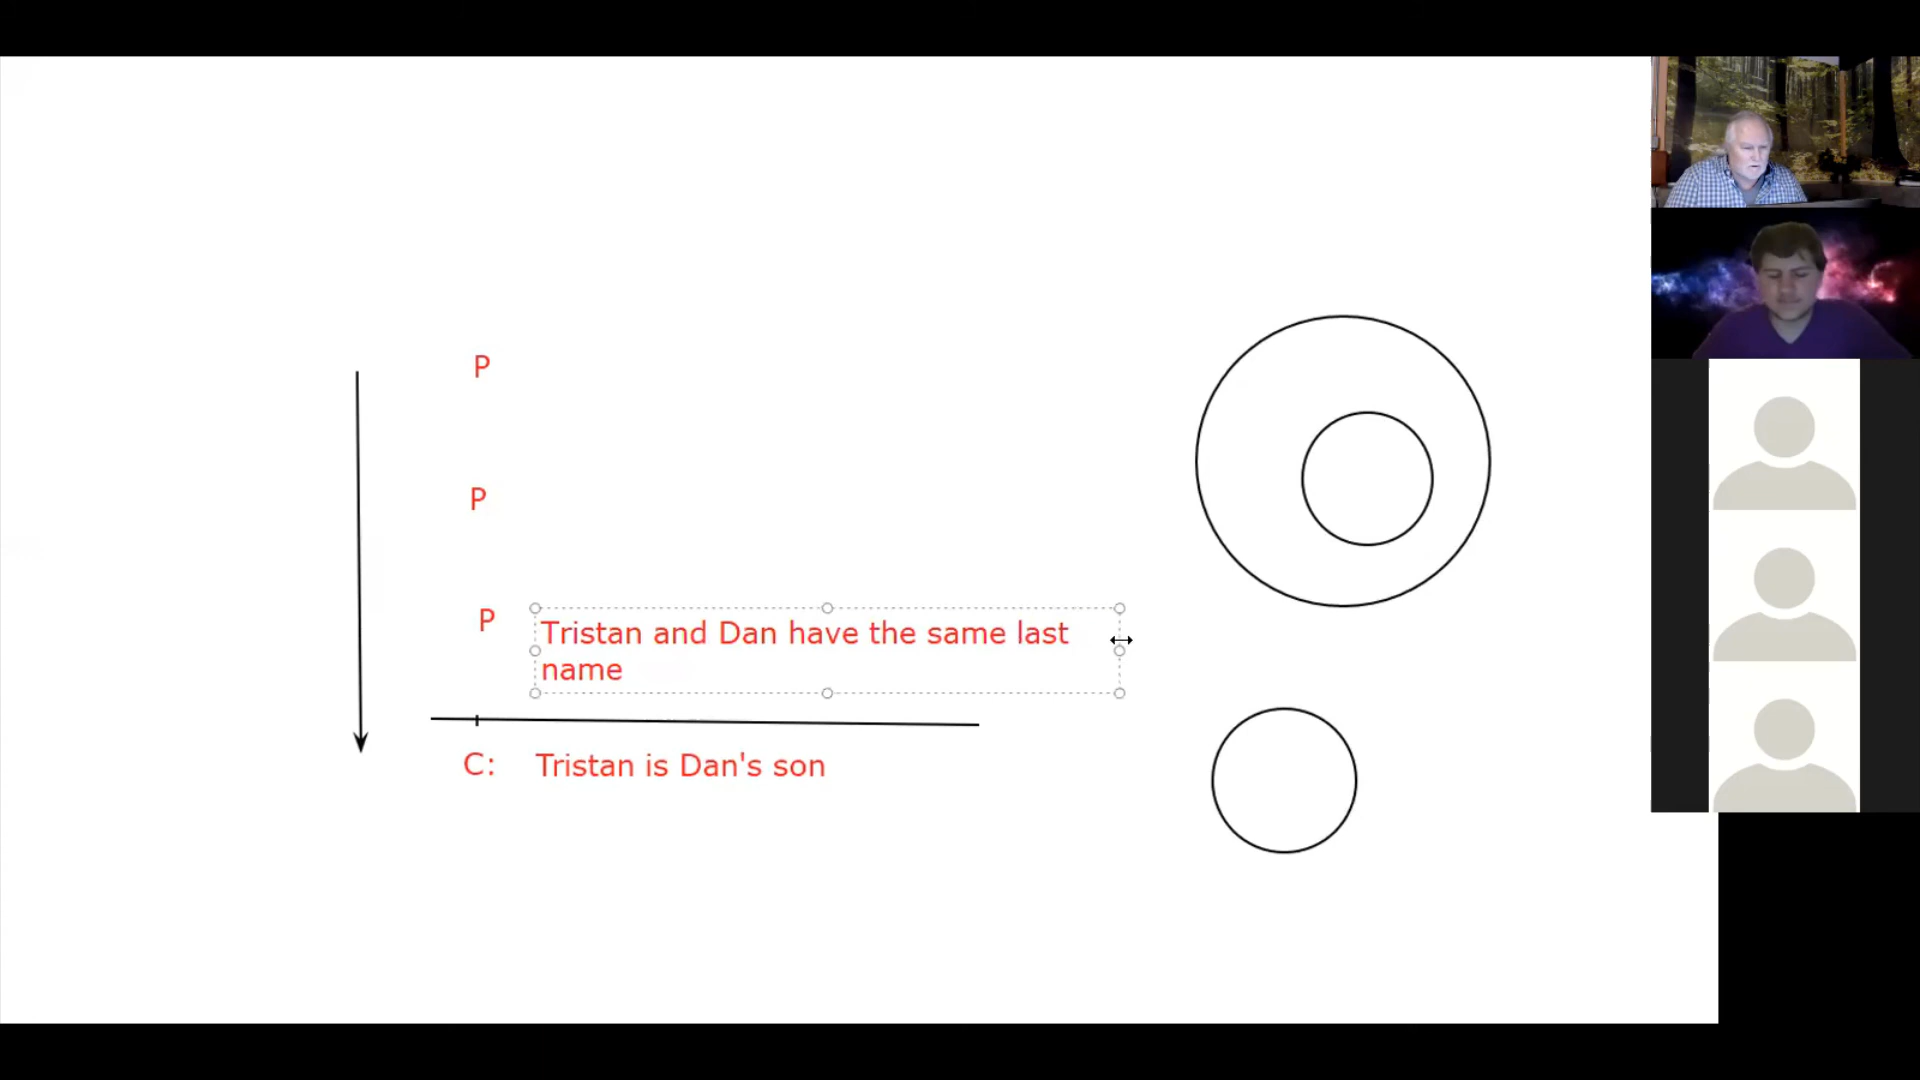 P
P
P
Tristan and Dan have the same last
name
C: Tristan is Dan's son